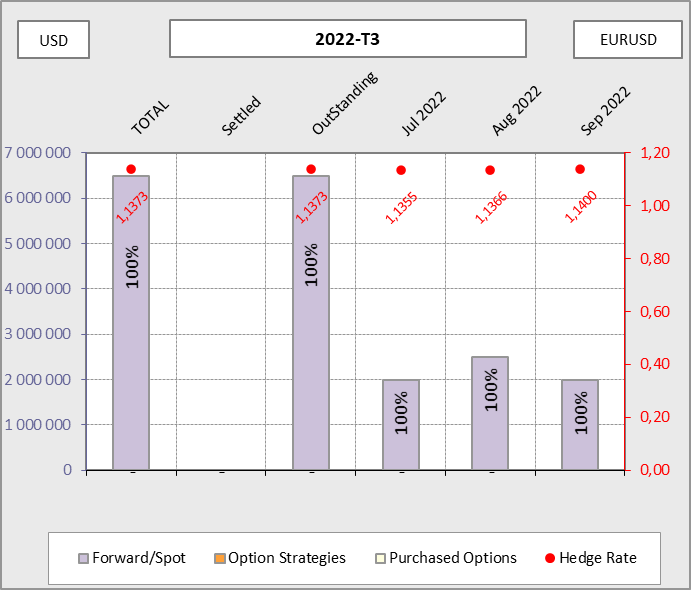 USD
2022-T3
EURUSD
TOTAL
Settled
OutStanding
Jul 2022
Aug 2022
Sep 2022
7 000 000
6 000 000
5 000 000
4 000 000
3 000 000
2 000 000
1 000 000
0
1,20
1,00
0,80
0,60
0,40
0,20
0,00
1,1373
1,1373
1,1355
1,1366
1,1400
100%
100%
100%
100%
100%
Forward/Spot
Option Strategies
Purchased Options
Hedge Rate